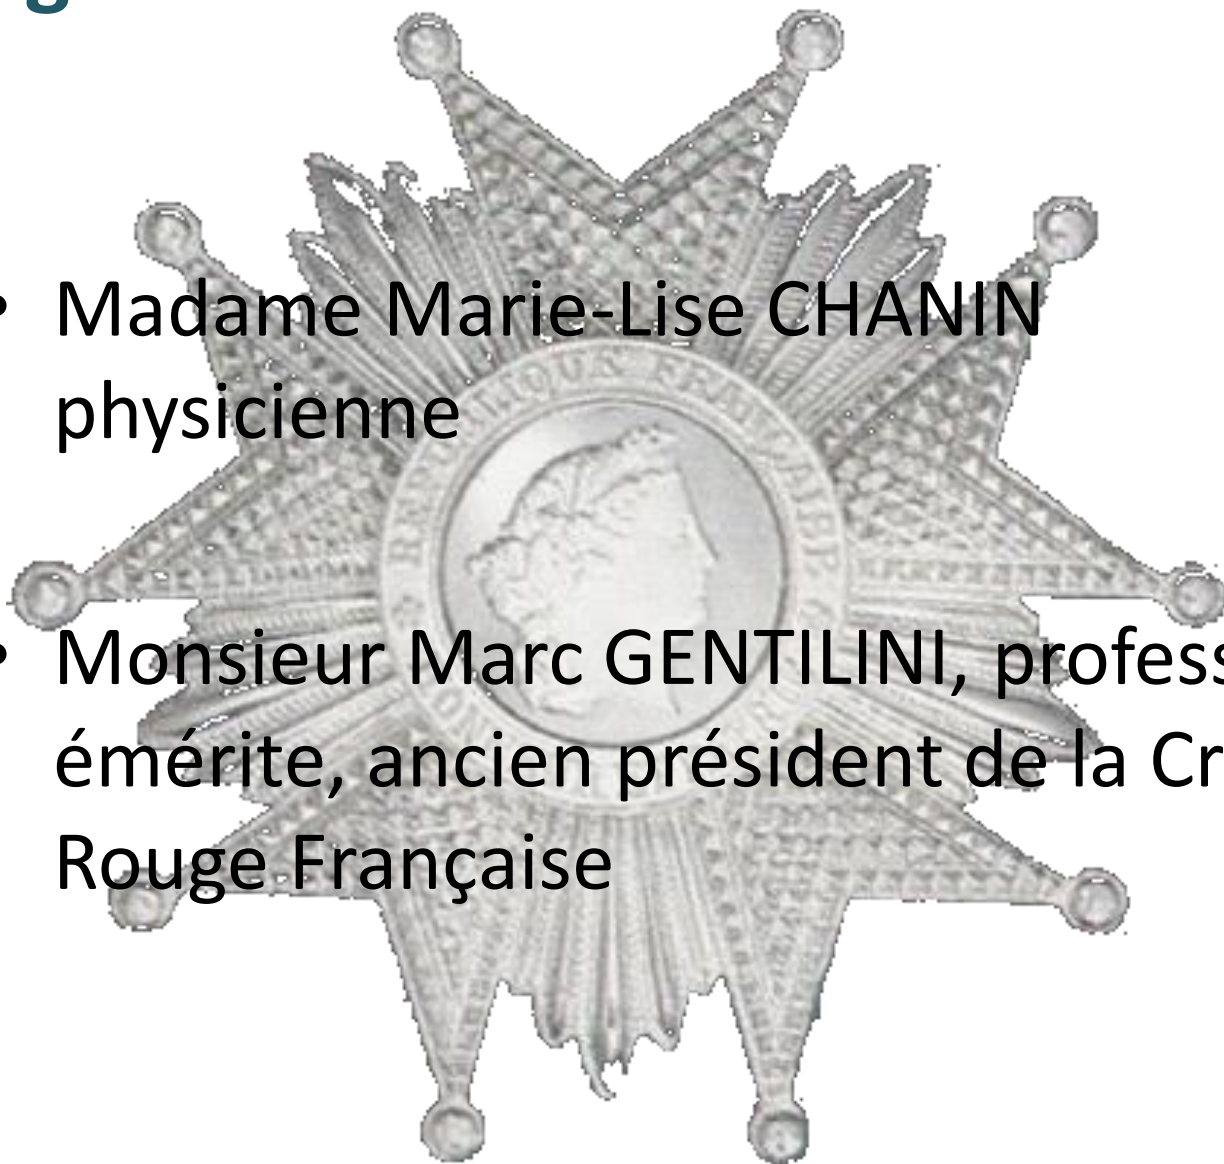 g
• Madame Marie-Lise CHANIN
physicienne
• Monsieur Marc GENTILINI, profess
émérite, ancien président de la Cr
Rouge Française